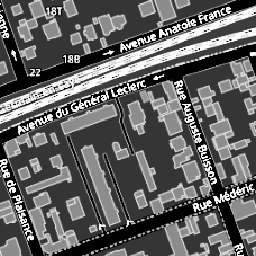 18T
Avenue Anatole France
18B
22
Avenue du Général Leclerc
Rue Auguste Buisson
Rue de Plaisance
Rue Médéric